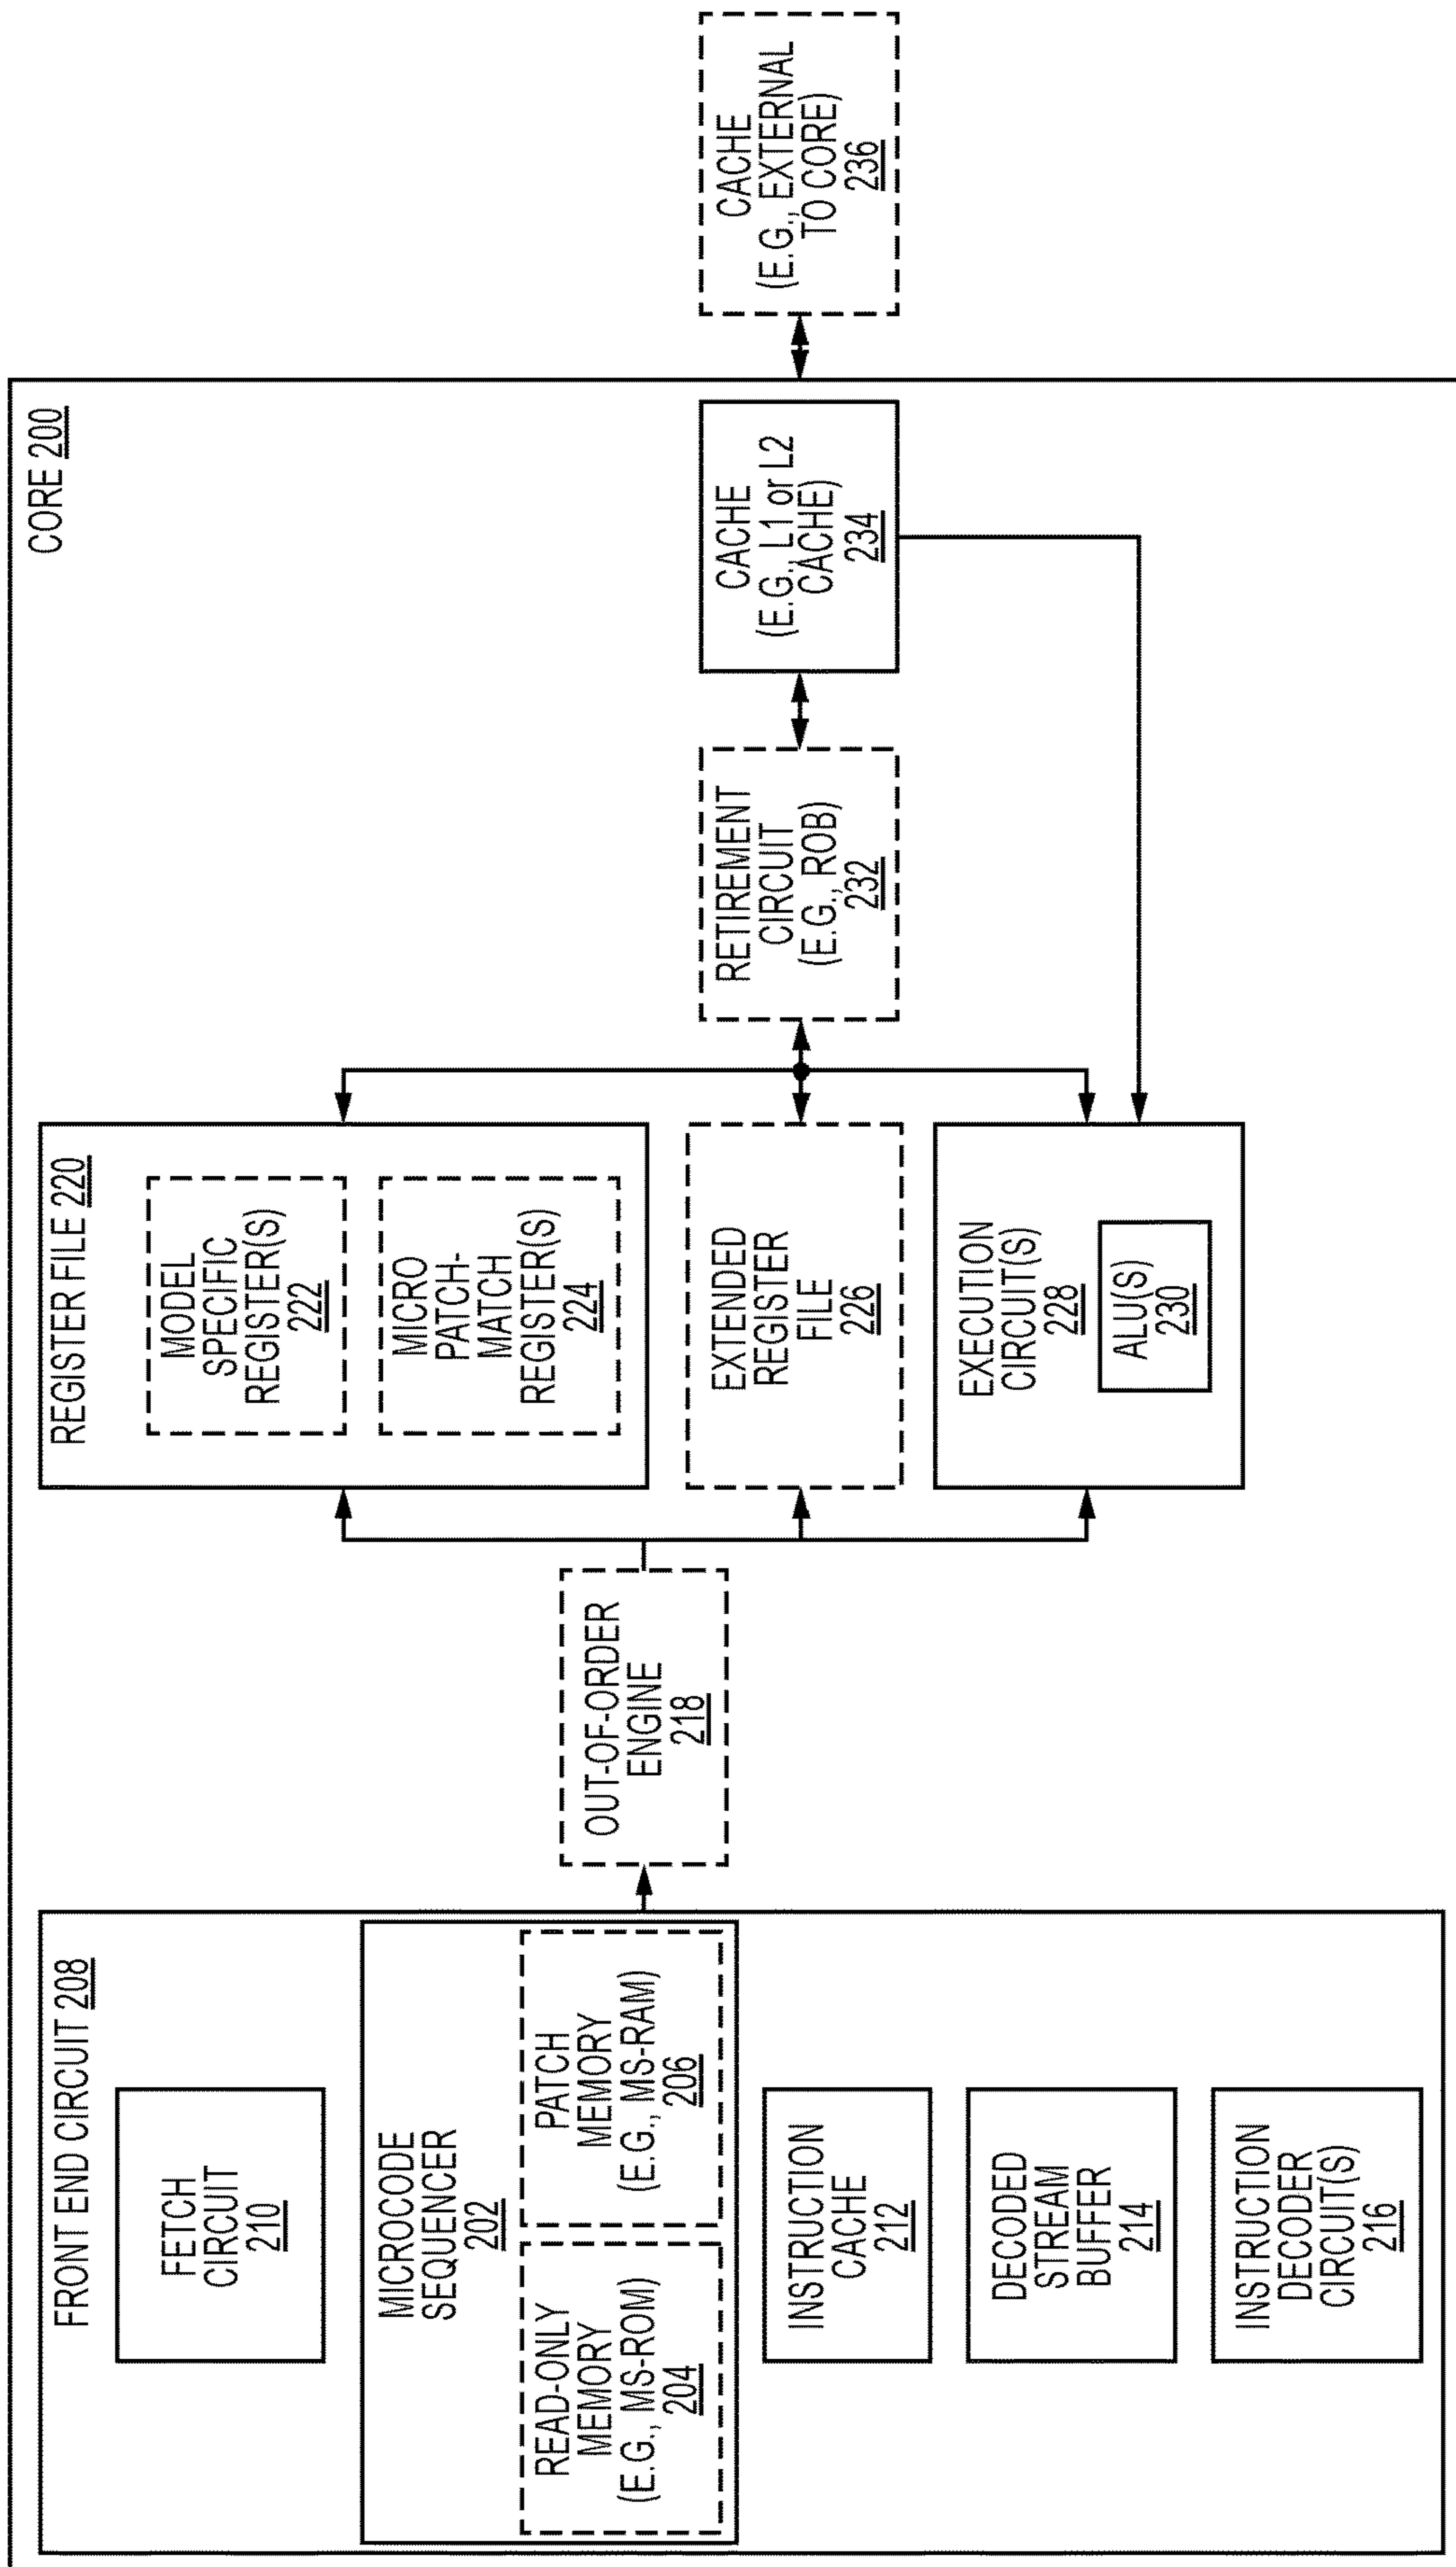 CORE 200
FRONT END CIRCUIT 208
FETCH
CIRCUIT
210
MICROCODE
SEQUENCER
202
READ-ONLY
MEMORY
(E.G., MS-ROM)
204
PATCH
MEMORY
(E.G., MS-RAM)
206
INSTRUCTION
CACHE
212
DECODED
STREAM
BUFFER
214
INSTRUCTION
DECODER
CIRCUIT(S)
216
OUT-OF-ORDER
ENGINE
218
REGISTER FILE 220
MODEL
SPECIFIC
REGISTER(S)
222
MICRO
PATCH-
MATCH
REGISTER(S)
224
EXTENDED
REGISTER
FILE
226
EXECUTION
CIRCUIT(S)
228
ALU(S)
230
RETIREMENT
CIRCUIT
(E.G., ROB)
232
CACHE
(E.G., L1 or L2
CACHE)
234
CACHE
(E.G., EXTERNAL
TO CORE)
236